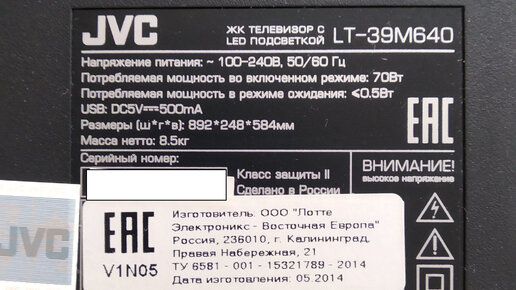 JVC
ЖК ТЕЛЕВИЗОР С
LED ПОДСВЕТКОЙ
LT-39M640
Напряжение питания: ~ 100-240В, 50/60 Гц
Потребляемая мощность во включенном режиме: 70Вт
Потребляемая мощность в режиме ожидания: ≤0.5Вт
USB: DC5V⎓500mA
Размеры (ш*г*в): 892*248*584мм
Масса нетто: 8.5кг
EAC
Серийный номер:
Класс защиты II
Сделано в России
ВНИМАНИЕ!
ВЫСОКОЕ НАПРЯЖЕНИЕ
JVC
EAC
V1N05
Изготовитель: ООО "Лотте
Электроникс - Восточная Европа"
Россия, 236010, г. Калининград,
Правая Набережная, 21
ТУ 6581 - 001 - 15321789 - 2014
Дата изготовления: 05.2014